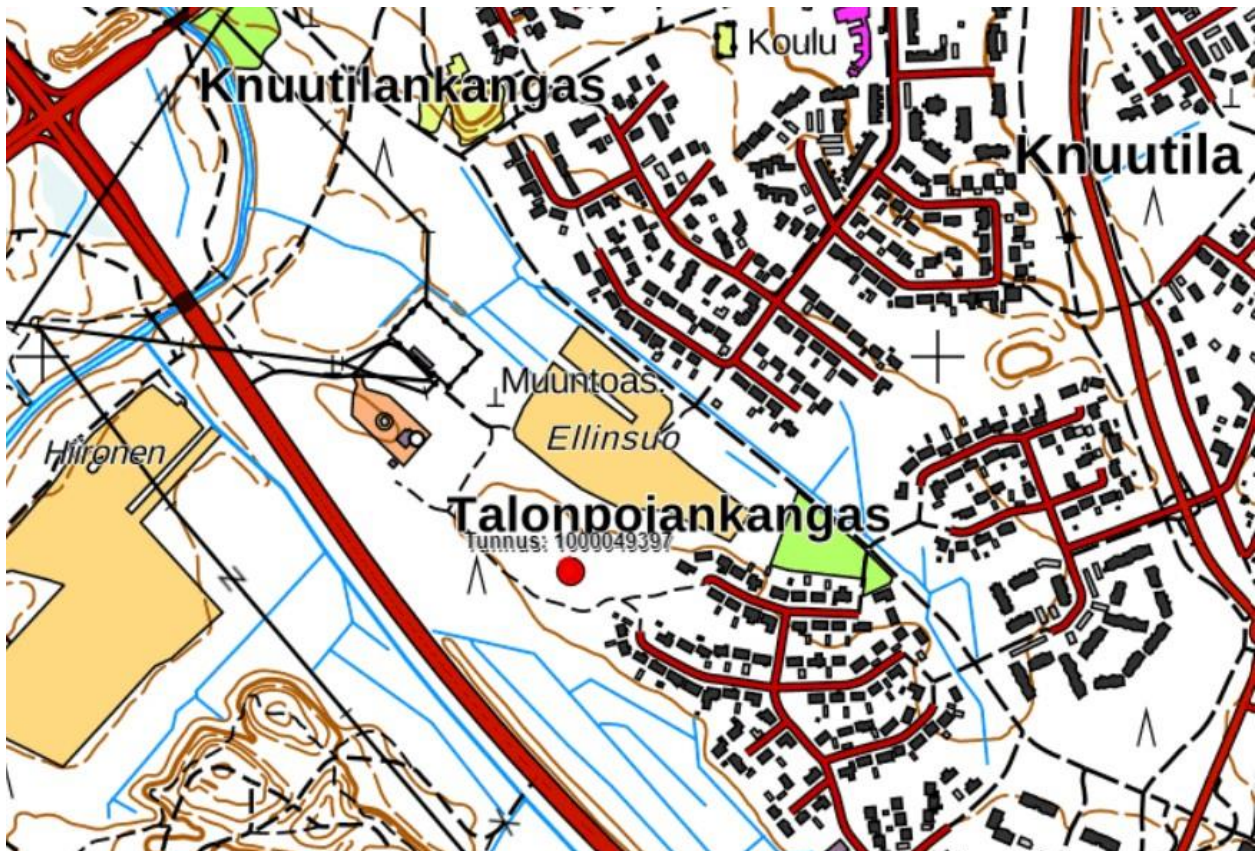 Koulu
Knuutilankangas
Knuutila
Muuntoas.
Ellinsuo
Hiironen
Talonpojankangas
Tunnus: 1000049397